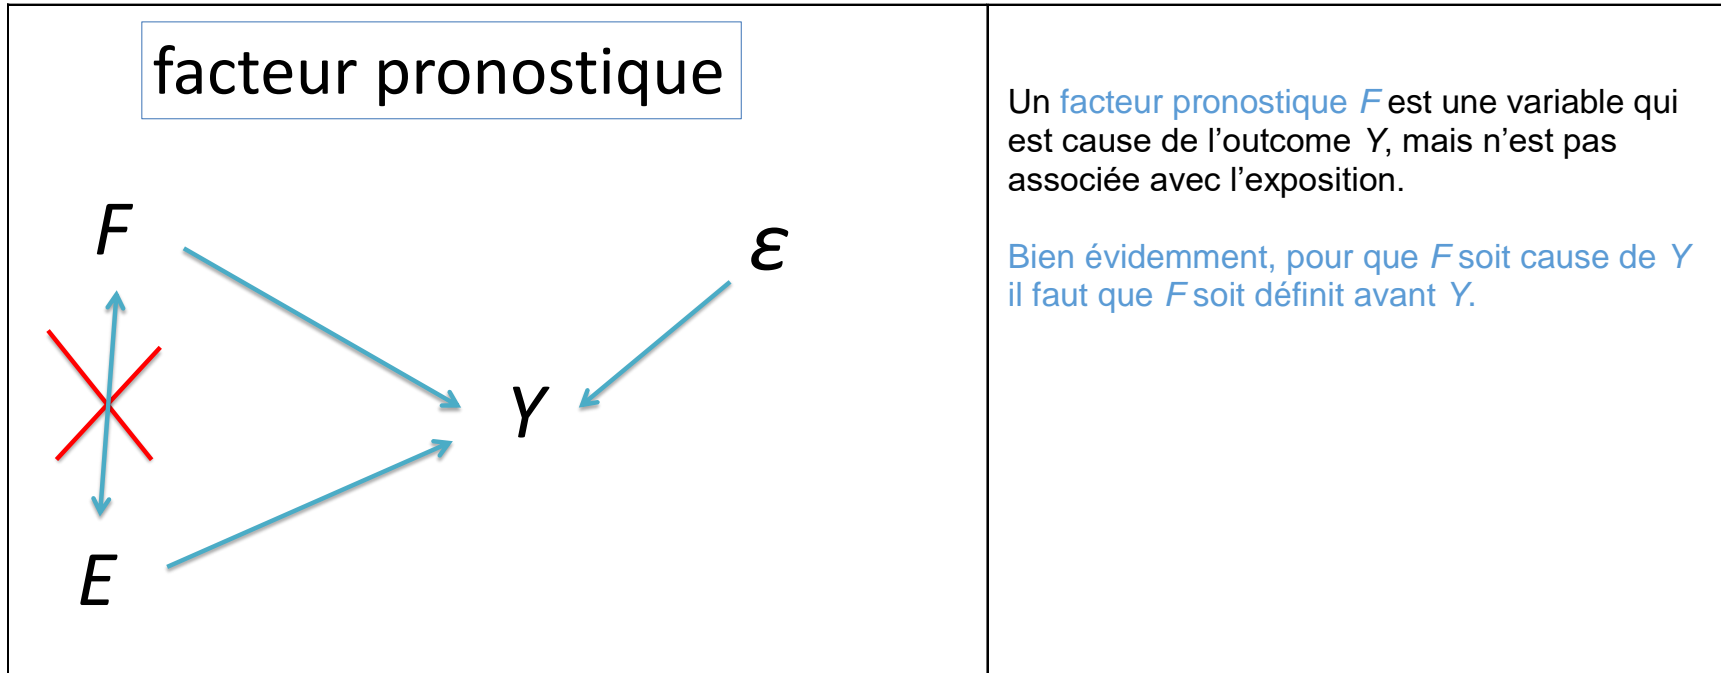 facteur pronostique
F
ε
Y
E
Un facteur pronostique F est une variable qui
est cause de l’outcome Y, mais n’est pas
associée avec l’exposition.
Bien évidemment, pour que F soit cause de Y
il faut que F soit définit avant Y.